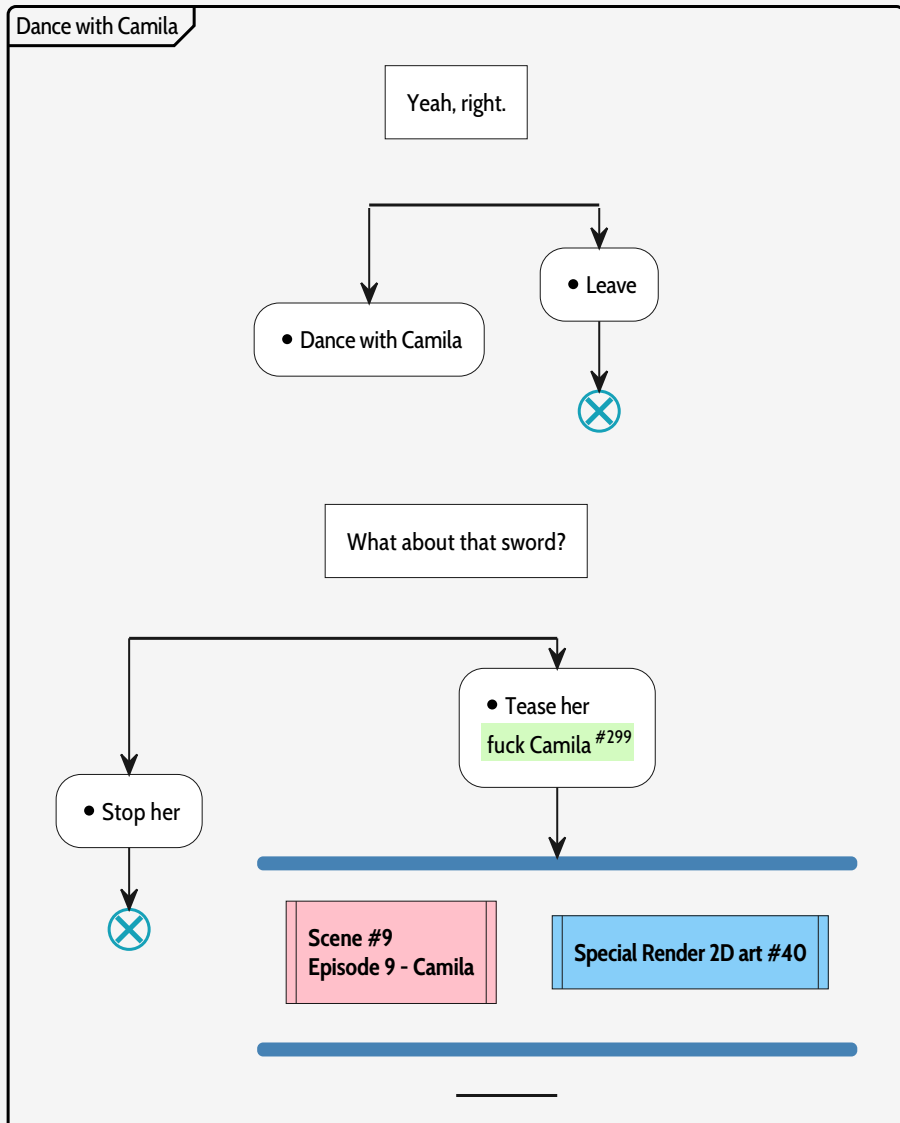 Dance with Camila
Yeah, right.
• Leave
• Dance with Camila
What about that sword?
• Tease her
fuck Camila #299
• Stop her
Scene #9
Episode 9 - Camila
Special Render 2D art #40